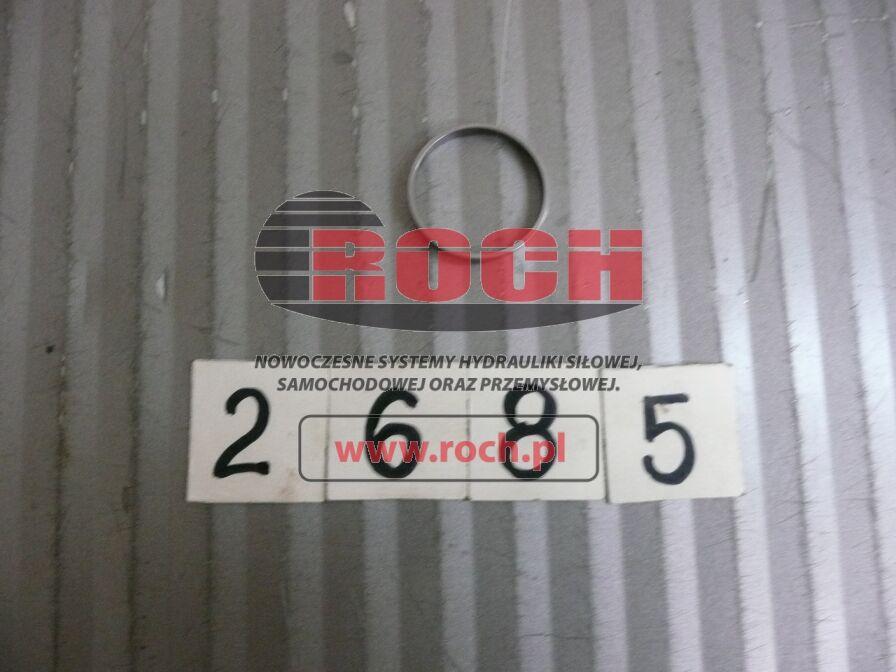 ROCH
NOWOCZESNE SYSTEMY HYDRAULIKI SIŁOWEJ,
SAMOCHODOWEJ ORAZ PRZEMYSŁOWEJ.
2 6 8 5
www.roch.pl